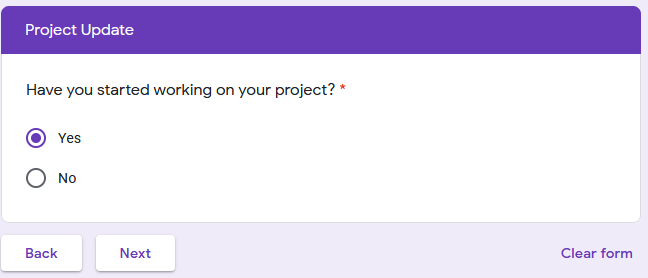 Project Update
Have you started working on your project? *
Yes
No
Back Next Clear form